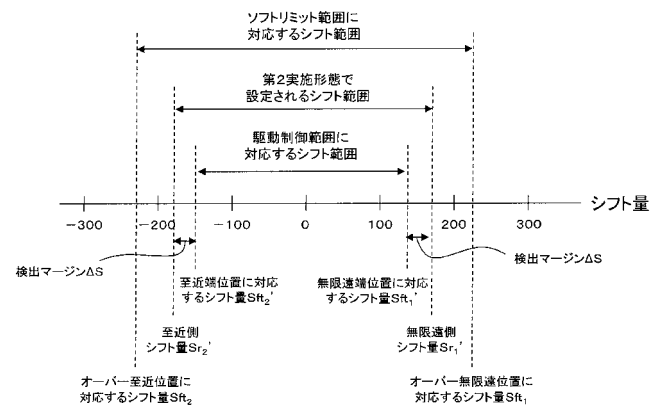 ソフトリミット範囲に
対応するシフト範囲
第2実施形態で
設定されるシフト範囲
駆動制御範囲に
対応するシフト範囲
シフト量
-300
-200
-100
0
100
200
300
検出マージンΔS
検出マージンΔS
至近端位置に対応
するシフト量Sft₂'
無限遠端位置に対応
するシフト量Sft₁'
至近側
シフト量Sr₂'
無限遠側
シフト量Sr₁'
オーバー至近位置に
対応するシフト量Sft₂
オーバー無限遠位置に
対応するシフト量Sft₁